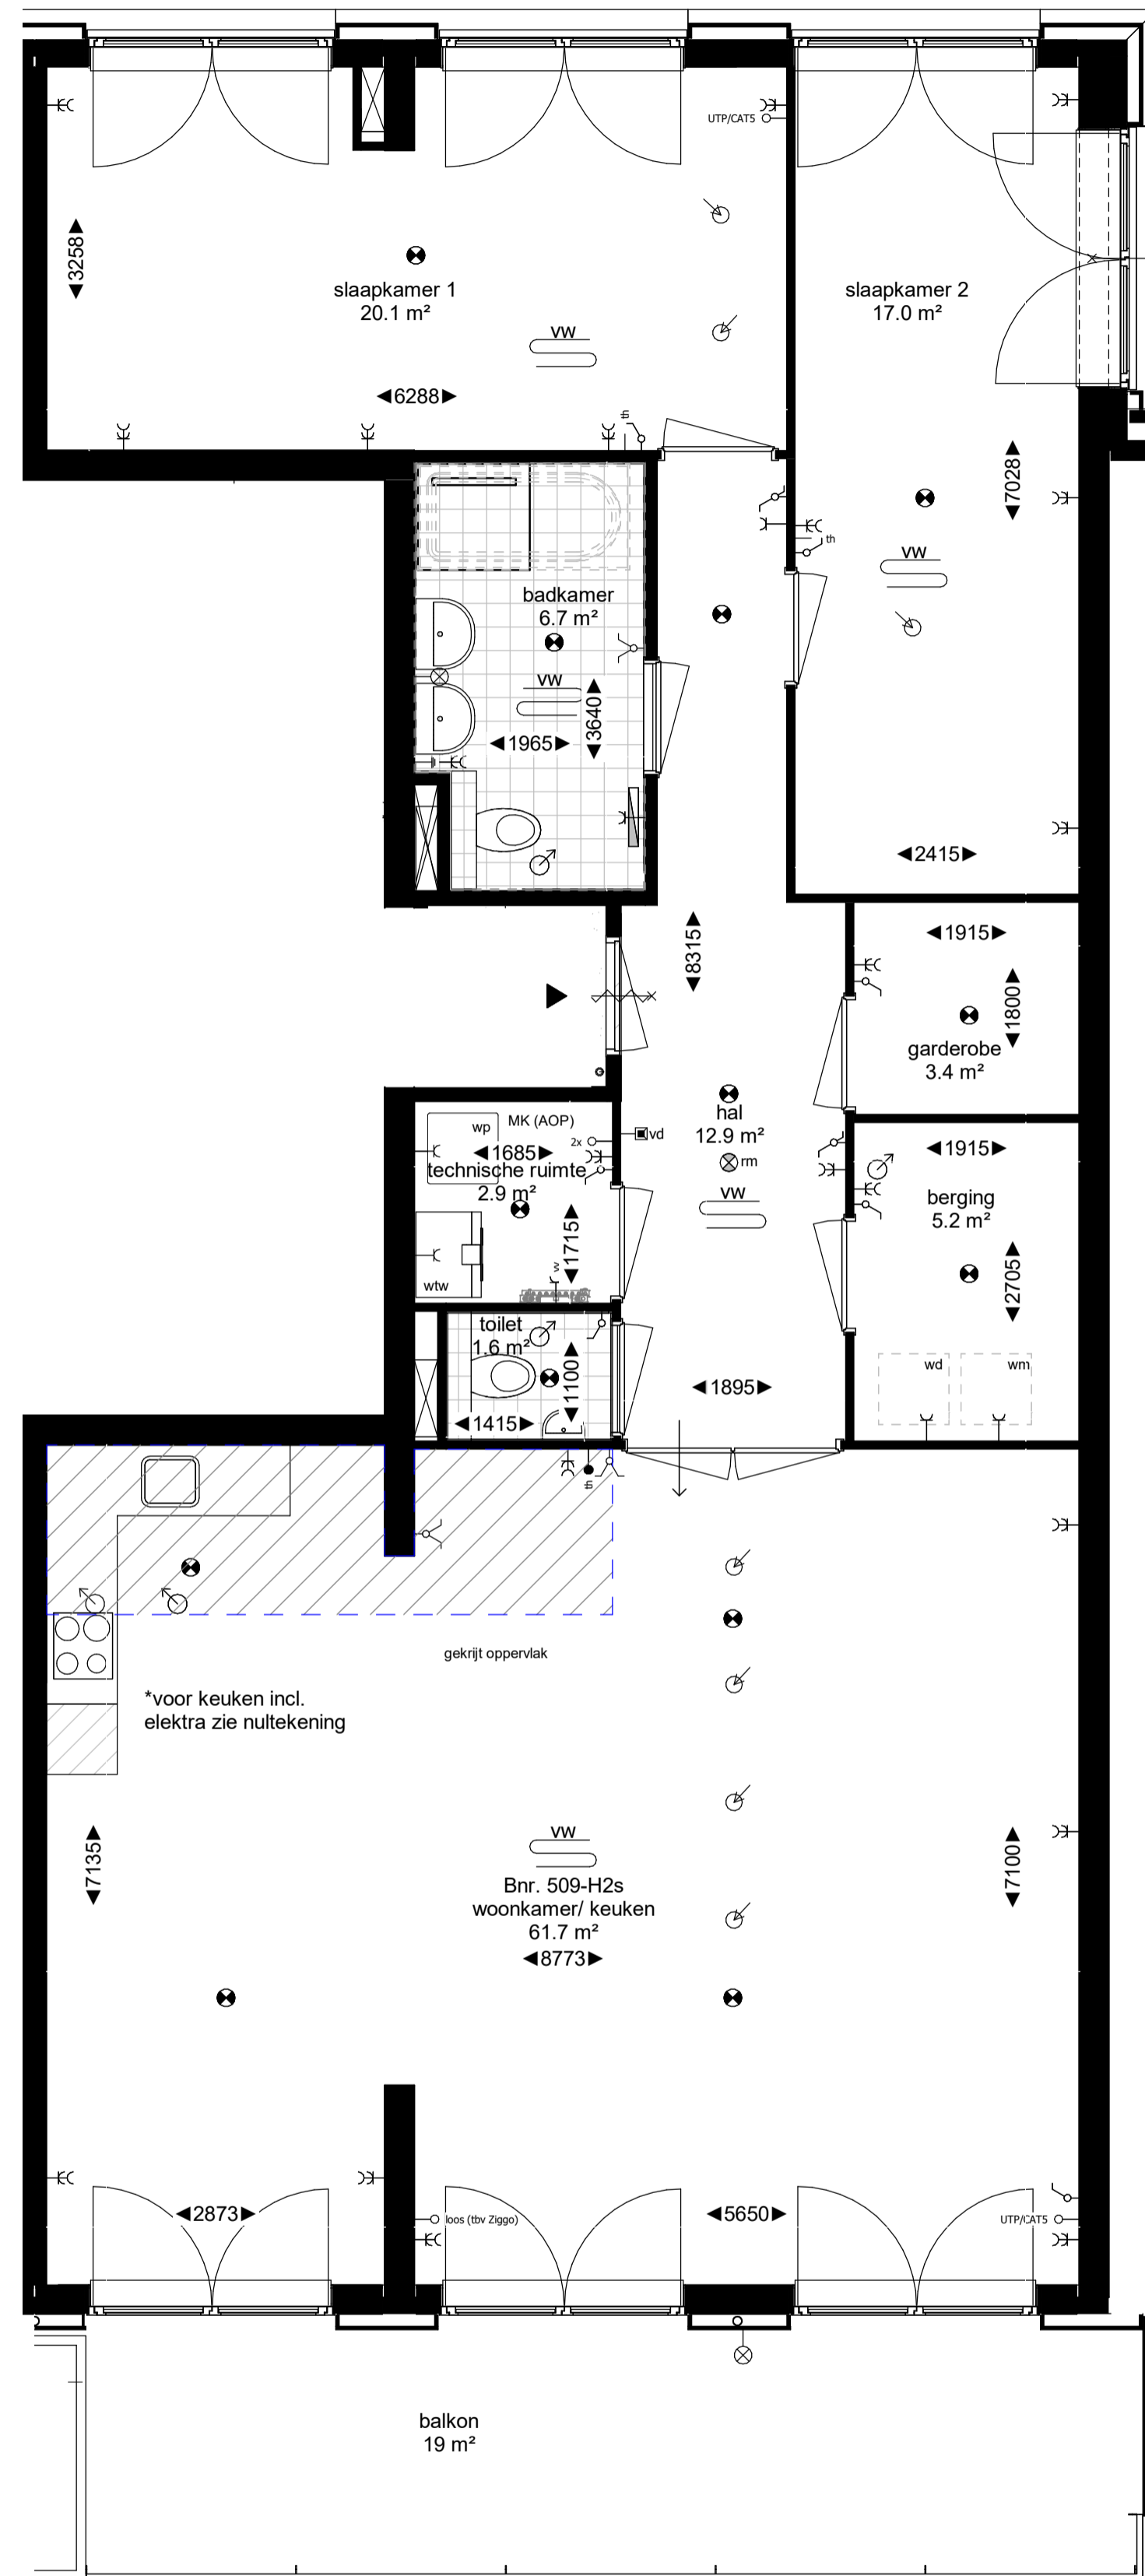 UTP/CAT5
3258
slaapkamer 1
20.1 m²
slaapkamer 2
17.0 m²
vw
6288
th
7028
th
vw
badkamer
6.7 m²
vw
3640
1965
2415
8315
1915
1800
garderobe
3.4 m²
MK (AOP)
wp
2x
1685
technische ruimte
2.9 m²
vd
hal
12.9 m²
rm
vw
1915
berging
5.2 m²
1715
w
wtw
2705
toilet
1.6 m²
1100
1415
1895
wd
wm
th
gekrijt oppervlak
*voor keuken incl.
elektra zie nultekening
7135
vw
7100
Bnr. 509-H2s
woonkamer/ keuken
61.7 m²
8773
2873
loos (tbv Ziggo)
5650
UTP/CAT5
balkon
19 m²